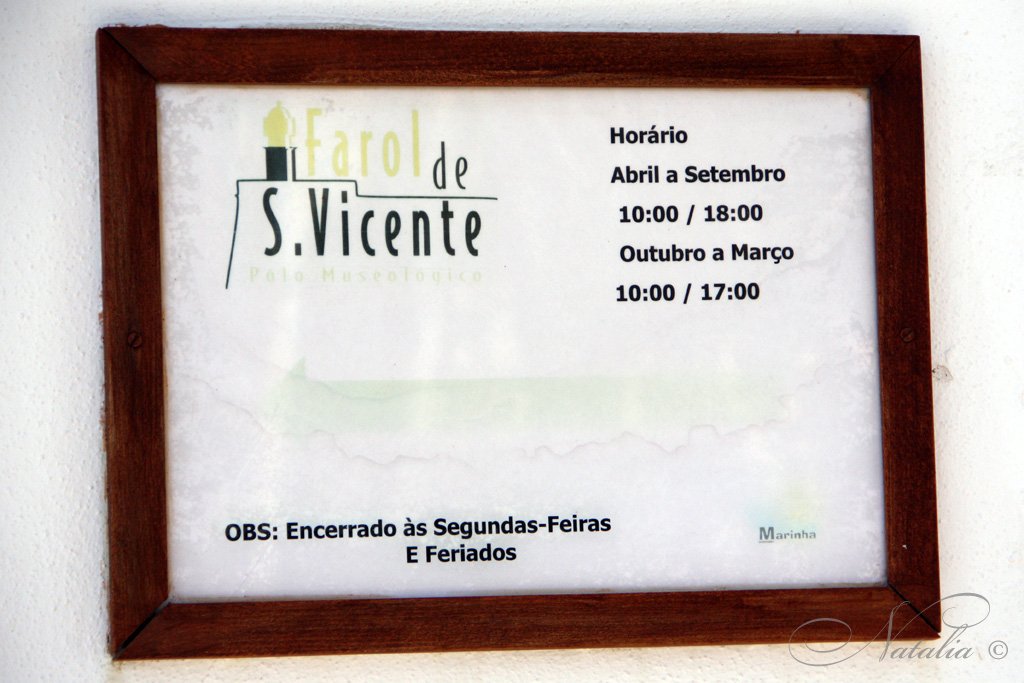 Farol de
S.Vicente
Pólo Museológico
Horário
Abril a Setembro
10:00 / 18:00
Outubro a Março
10:00 / 17:00
OBS: Encerrado às Segundas-Feiras
E Feriados
Marinha
Natalia ©